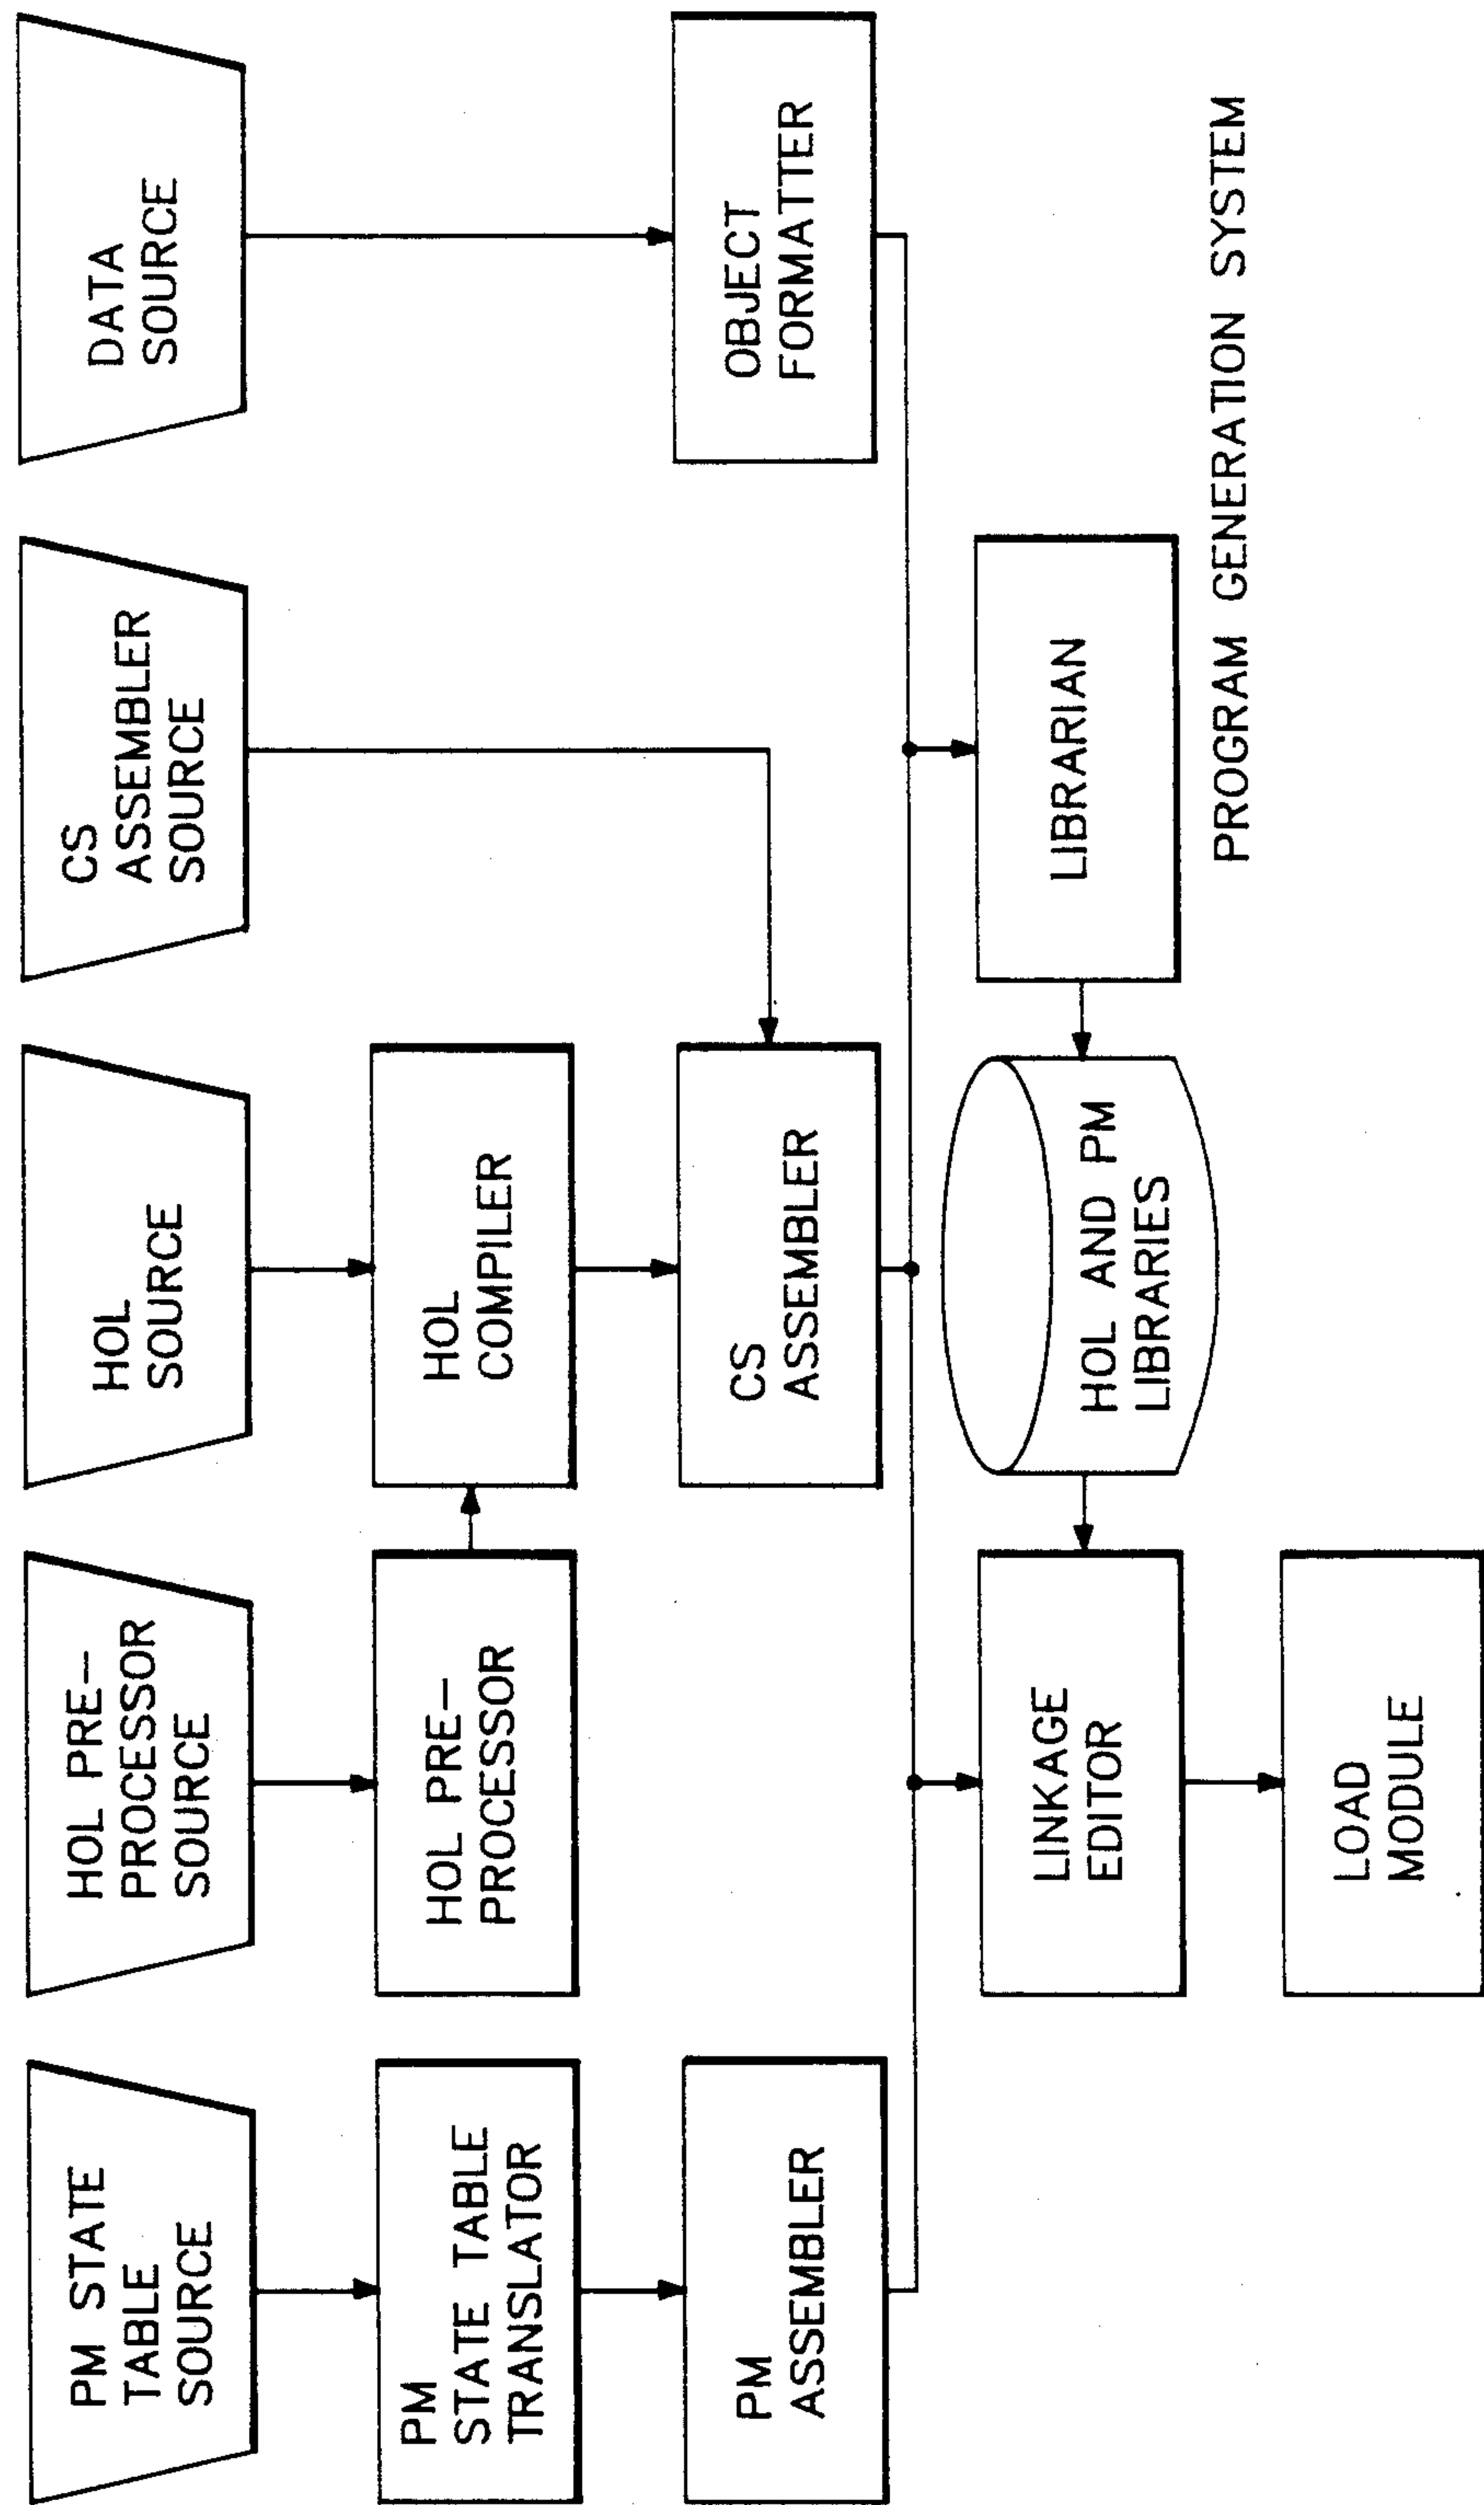 PM STATE
TABLE
SOURCE
HOL PRE-
PROCESSOR
SOURCE
HOL
SOURCE
CS
ASSEMBLER
SOURCE
DATA
SOURCE
PM
STATE TABLE
TRANSLATOR
HOL PRE-
PROCESSOR
HOL
COMPILER
PM
ASSEMBLER
CS
ASSEMBLER
OBJECT
FORMATTER
LINKAGE
EDITOR
HOL AND PM
LIBRARIES
LIBRARIAN
LOAD
MODULE
PROGRAM GENERATION SYSTEM